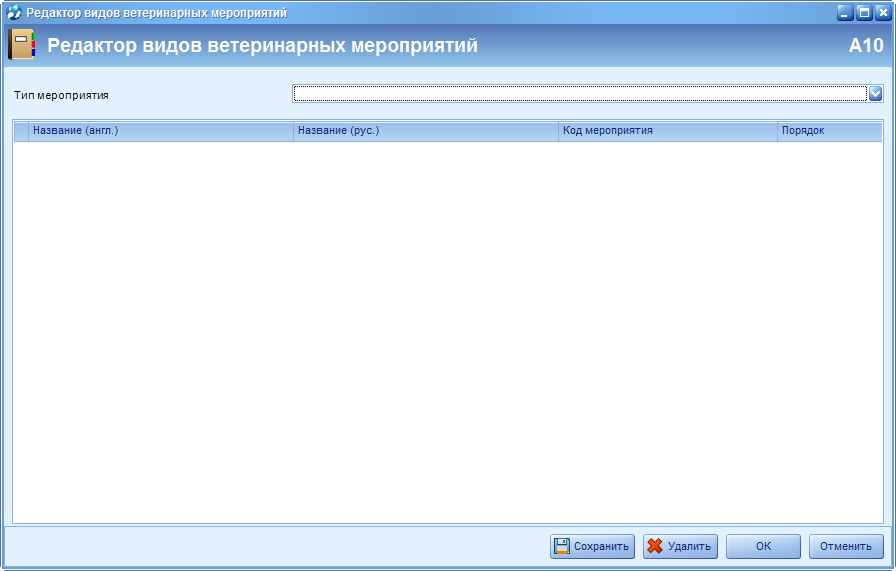 Редактор видов ветеринарных мероприятий
Редактор видов ветеринарных мероприятий A10
Тип мероприятия
Название (англ.) Название (рус.) Код мероприятия Порядок
Сохранить Удалить ОК Отменить